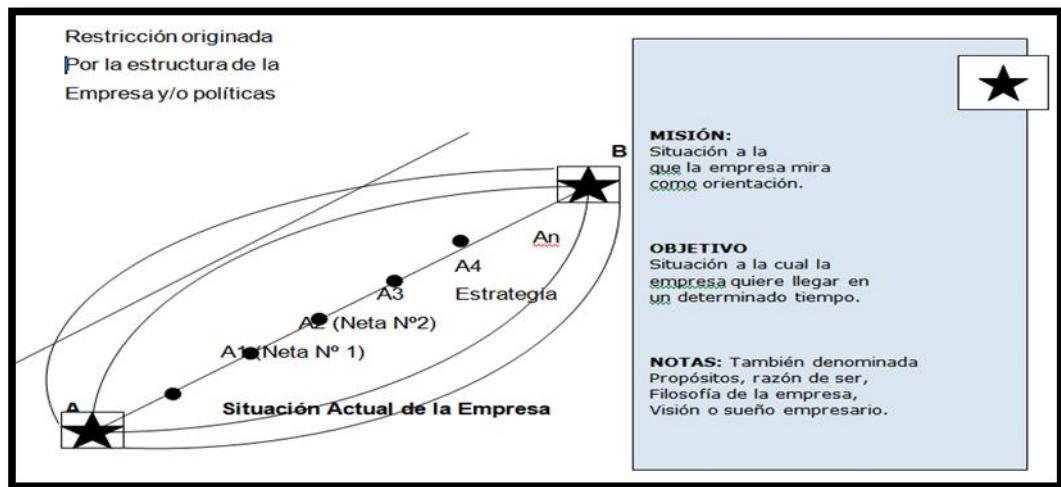 Restricción originada
Por la estructura de la
Empresa y/o políticas
B
An
A4
Estrategia
A3
A2 (Neta Nº2)
A1 (Neta Nº 1)
A
Situación Actual de la Empresa
MISIÓN:
Situación a la
que la empresa mira
como orientación.
OBJETIVO
Situación a la cual la
empresa quiere llegar en
un determinado tiempo.
NOTAS: También denominada
Propósitos, razón de ser,
Filosofía de la empresa,
Visión o sueño empresario.